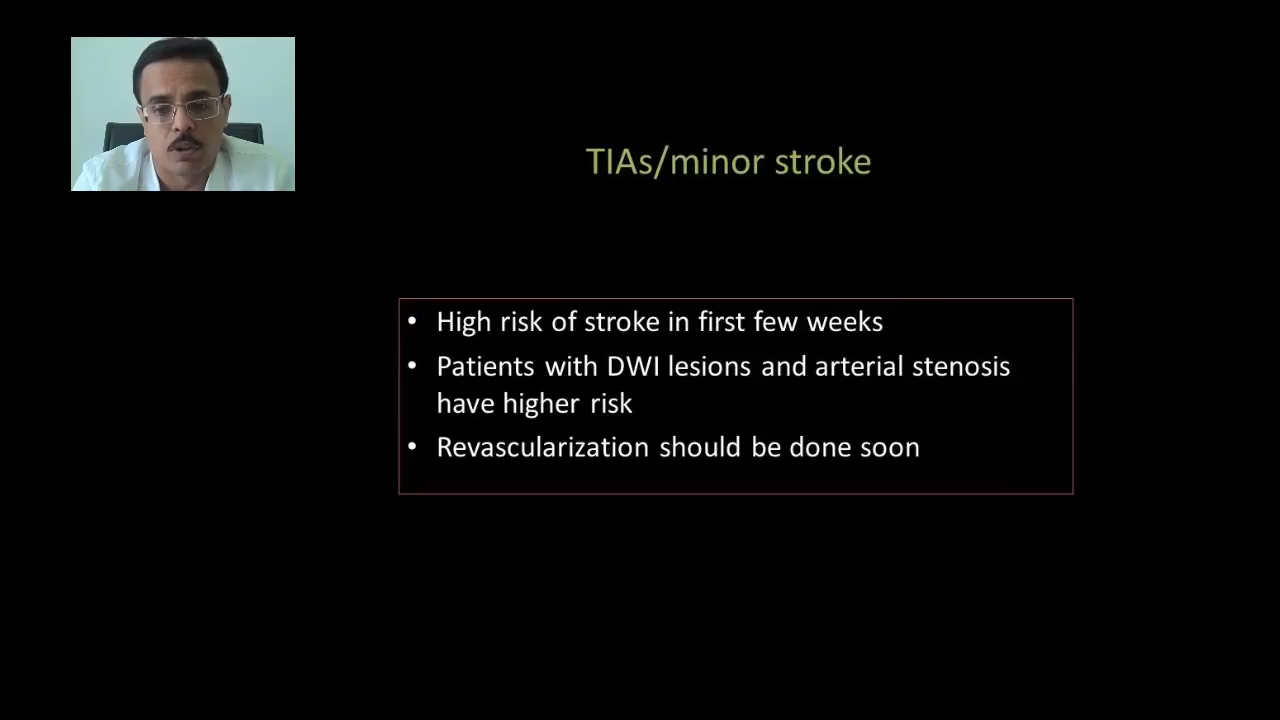 TIAs/minor stroke
• High risk of stroke in first few weeks
• Patients with DWI lesions and arterial stenosis
have higher risk
• Revascularization should be done soon